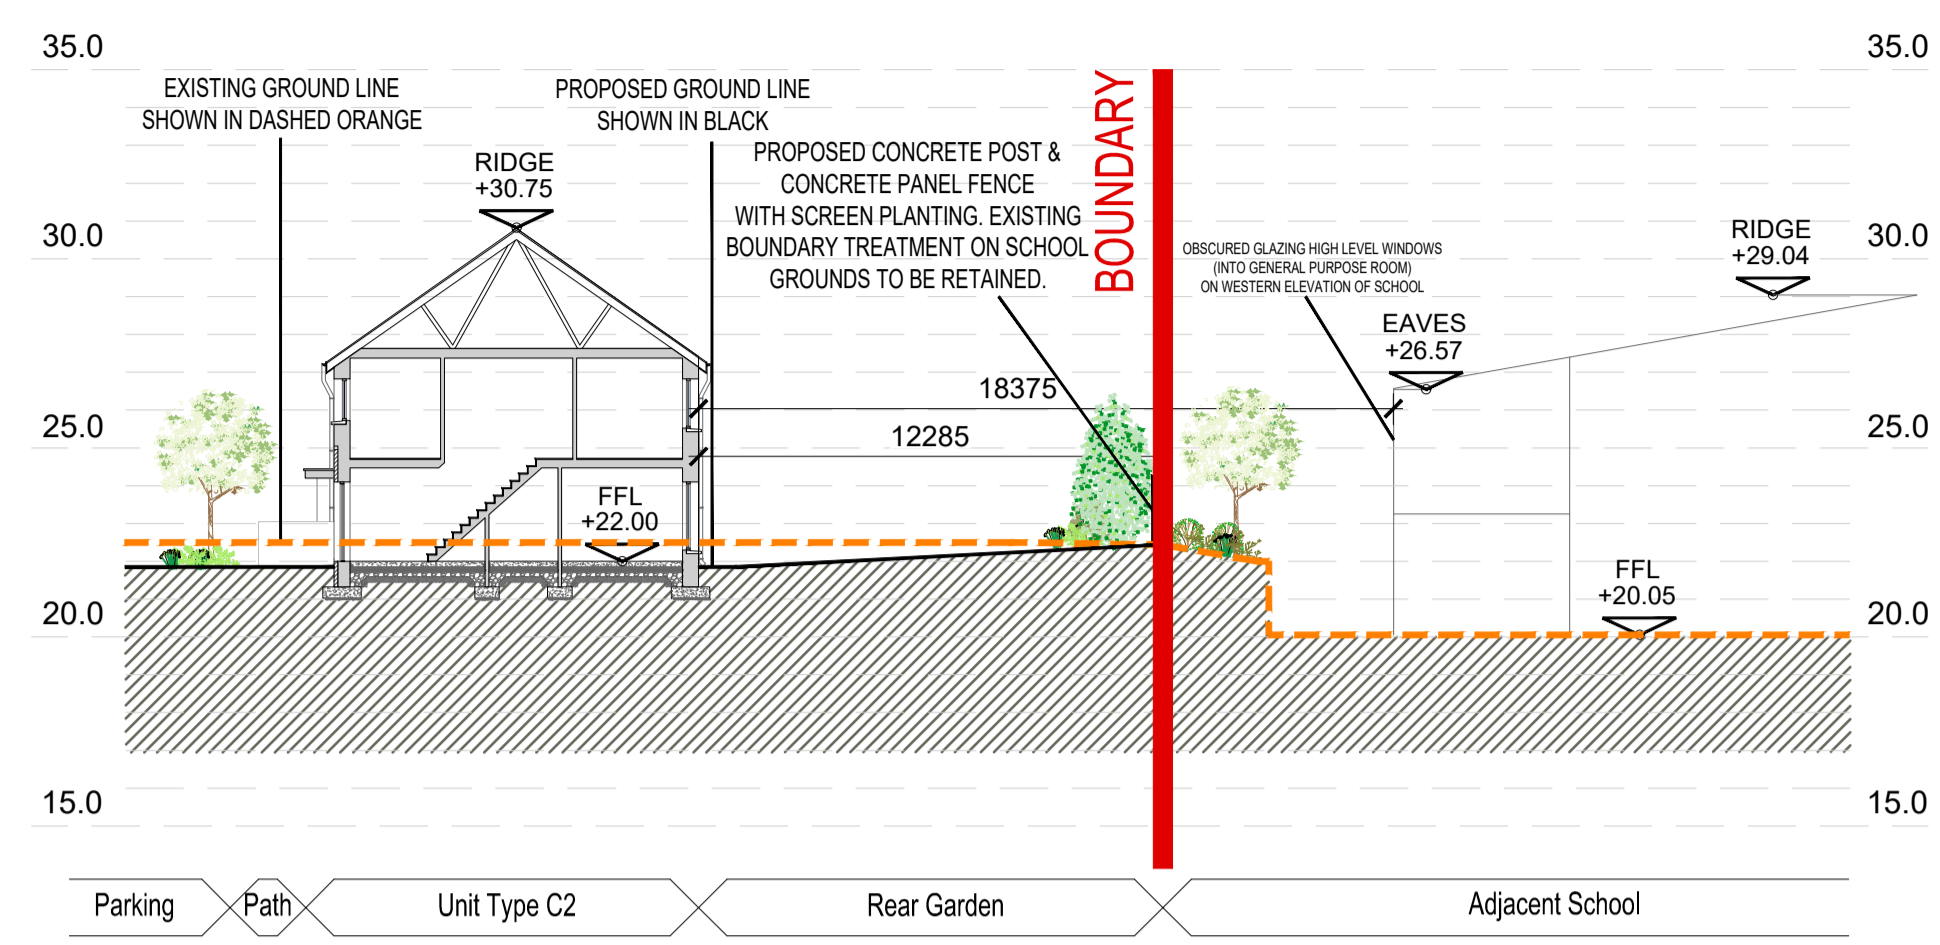 35.0
35.0
EXISTING GROUND LINE
SHOWN IN DASHED ORANGE
PROPOSED GROUND LINE
SHOWN IN BLACK
BOUNDARY
RIDGE
+30.75
PROPOSED CONCRETE POST &
CONCRETE PANEL FENCE
WITH SCREEN PLANTING. EXISTING
BOUNDARY TREATMENT ON SCHOOL
GROUNDS TO BE RETAINED.
30.0
30.0
OBSCURED GLAZING HIGH LEVEL WINDOWS
(INTO GENERAL PURPOSE ROOM)
ON WESTERN ELEVATION OF SCHOOL
RIDGE
+29.04
EAVES
+26.57
18375
12285
25.0
25.0
FFL
+22.00
FFL
+20.05
20.0
20.0
15.0
15.0
Parking
Path
Unit Type C2
Rear Garden
Adjacent School